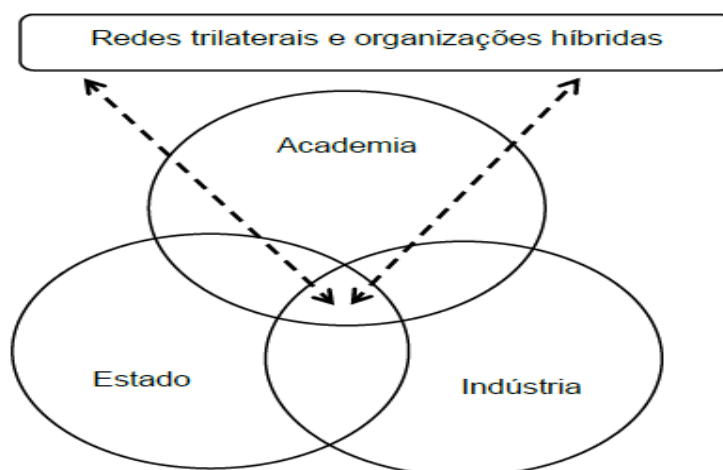 Redes trilaterais e organizações híbridas
Academia
Estado
Indústria